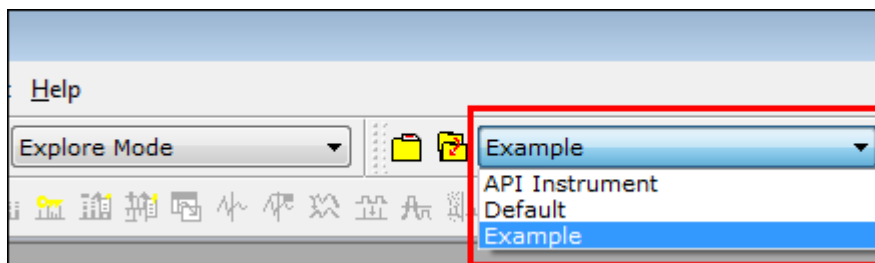 Help
Explore Mode
Example
API Instrument
Default
Example